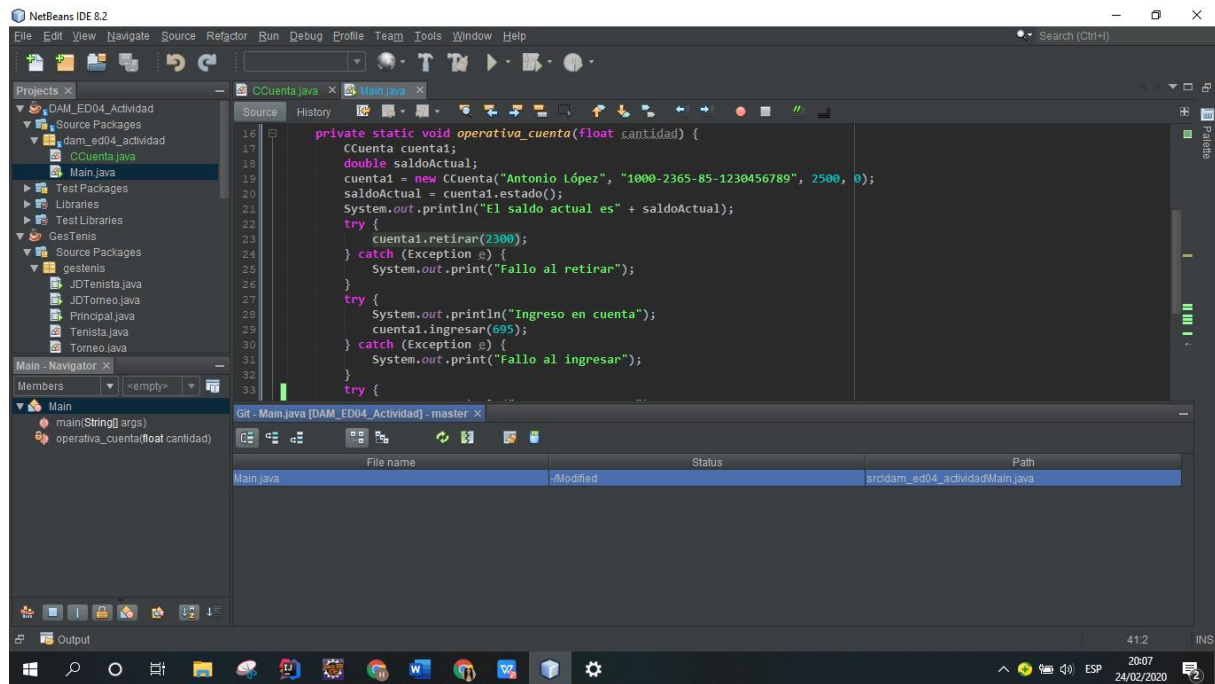 NetBeans IDE 8.2
File Edit View Navigate Source Refactor Run Debug Profile Team Tools Window Help
Search (Ctrl+I)
Projects
DAM_ED04_Actividad
Source Packages
dam_ed04_actividad
CCuenta.java
Main.java
Test Packages
Libraries
Test Libraries
GesTenis
Source Packages
gestenis
JDTenista.java
JDTorneo.java
Principal.java
Tenista.java
Torneo.java
CCuenta.java Main.java
Source History
16 private static void operativa_cuenta(float cantidad) {
17 CCuenta cuenta1;
18 double saldoActual;
19 cuenta1 = new CCuenta("Antonio López", "1000-2365-85-1230456789", 2500, 0);
20 saldoActual = cuenta1.estado();
21 System.out.println("El saldo actual es" + saldoActual);
22 try {
23 cuenta1.retirar(2300);
24 } catch (Exception e) {
25 System.out.print("Fallo al retirar");
26 }
27 try {
28 System.out.println("Ingreso en cuenta");
29 cuenta1.ingresar(695);
30 } catch (Exception e) {
31 System.out.print("Fallo al ingresar");
32 }
33 try {
Palette
Main - Navigator
Members <empty>
Main
main(String[] args)
operativa_cuenta(float cantidad)
Git - Main.java [DAM_ED04_Actividad] - master
File name Status Path
Main.java -/Modified src\dam_ed04_actividad\Main.java
Output
41:2 INS
ESP
20:07
24/02/2020